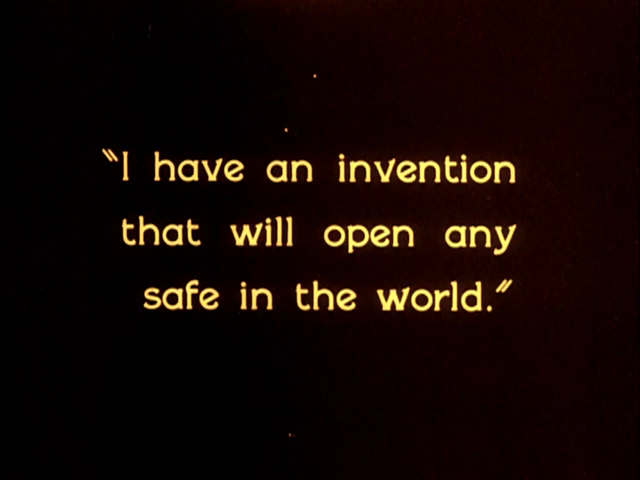 "I have an invention
that will open any
safe in the world."